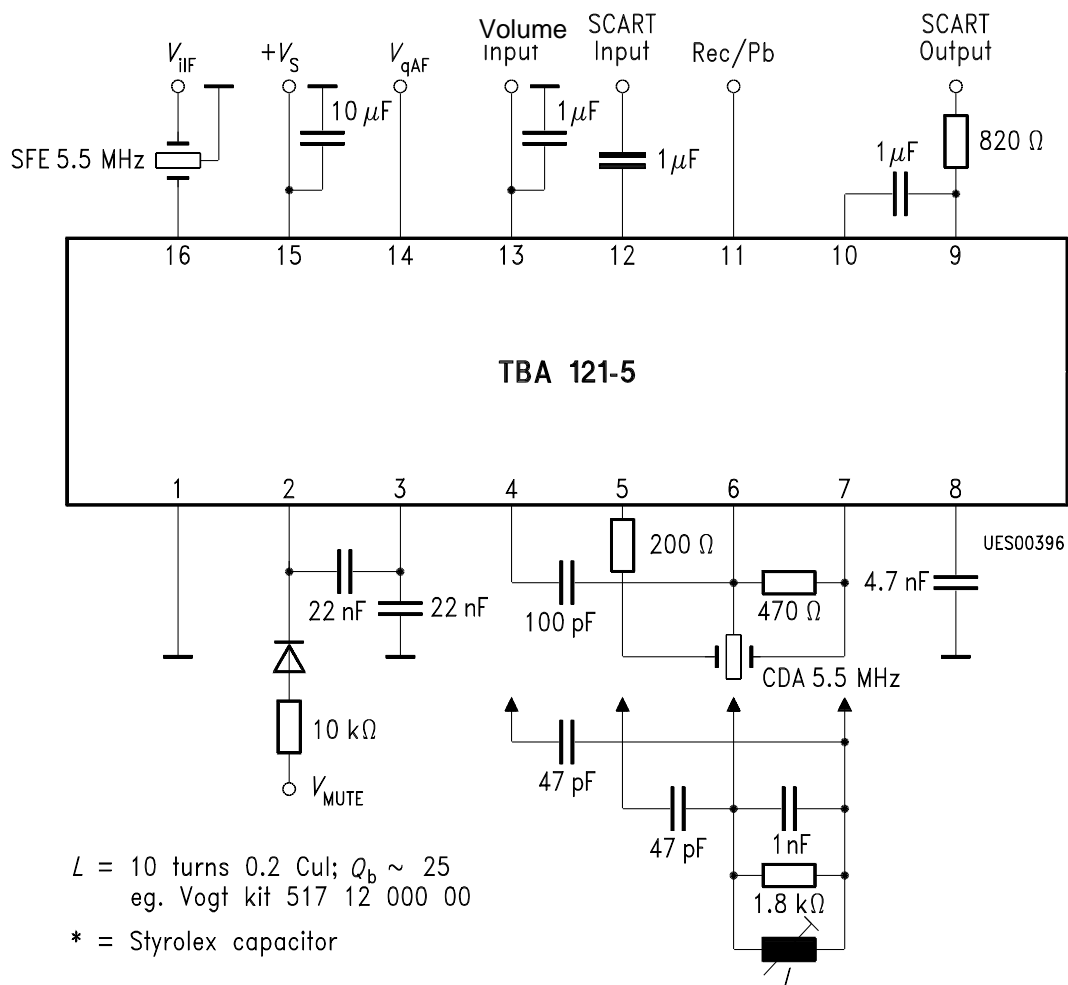 V_iIF
+V_S
V_qAF
Volume Input
SCART Input
Rec/Pb
SCART Output
SFE 5.5 MHz
10 μF
1 μF
1 μF
1 μF
820 Ω
16 15 14 13 12 11 10 9
TBA 121-5
1 2 3 4 5 6 7 8
UES00396
22 nF
22 nF
10 kΩ
V_MUTE
100 pF
200 Ω
470 Ω
4.7 nF
CDA 5.5 MHz
47 pF
47 pF
1 nF
1.8 kΩ
L = 10 turns 0.2 Cul; Q_b ~ 25
eg. Vogt kit 517 12 000 00
* = Styrolex capacitor